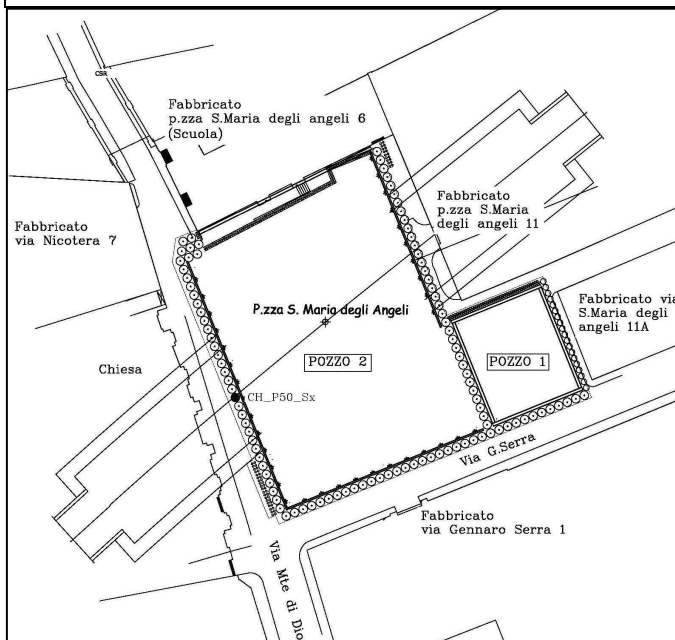 CSR
Fabbricato
p.zza S.Maria degli angeli 6
(Scuola)
Fabbricato
via Nicotera 7
Fabbricato
p.zza S.Maria
degli angeli 11
P.zza S. Maria degli Angeli
Fabbricato via
S.Maria degli
angeli 11A
POZZO 2
POZZO 1
Chiesa
CH_P50_Sx
Via G.Serra
Fabbricato
via Gennaro Serra 1
Via Mte di Dio